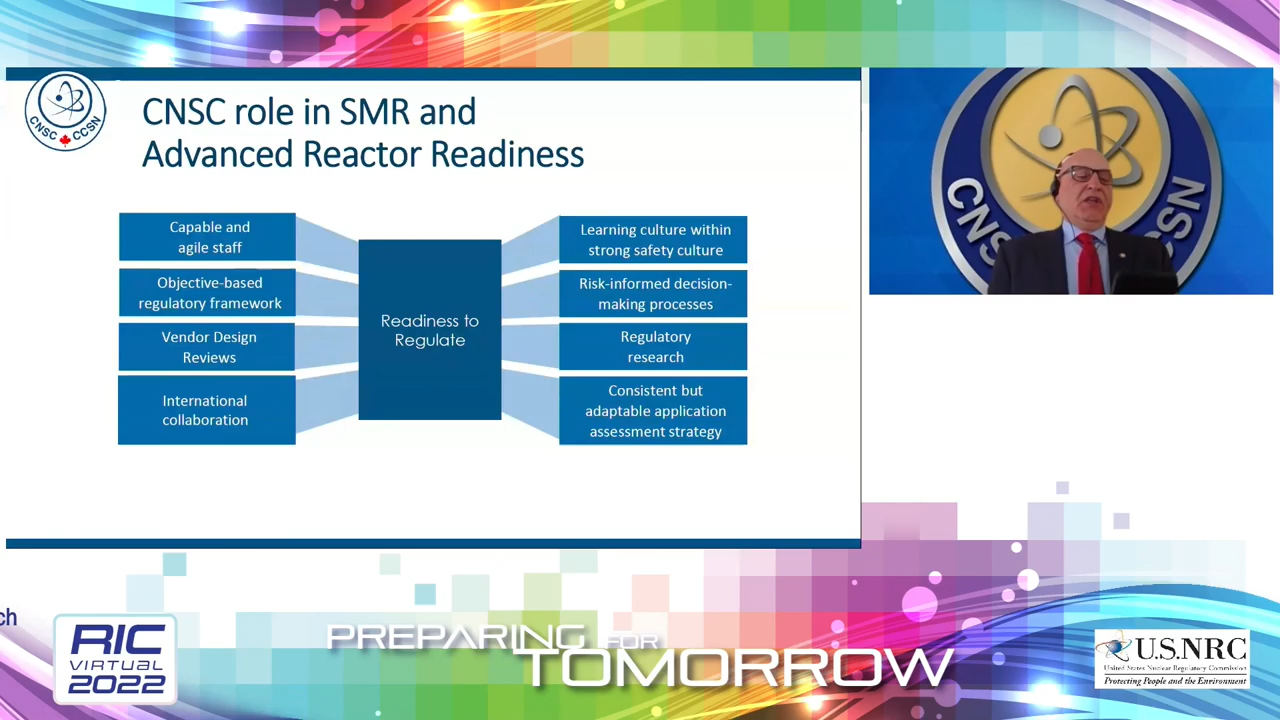 CNSC CCSN
CNSC role in SMR and
Advanced Reactor Readiness
Capable and
agile staff
Objective-based
regulatory framework
Vendor Design
Reviews
International
collaboration
Readiness to
Regulate
Learning culture within
strong safety culture
Risk-informed decision-
making processes
Regulatory
research
Consistent but
adaptable application
assessment strategy
CNSC CCSN
ch
RIC
VIRTUAL
2022
PREPARING FOR
TOMORROW
U.S.NRC
United States Nuclear Regulatory Commission
Protecting People and the Environment